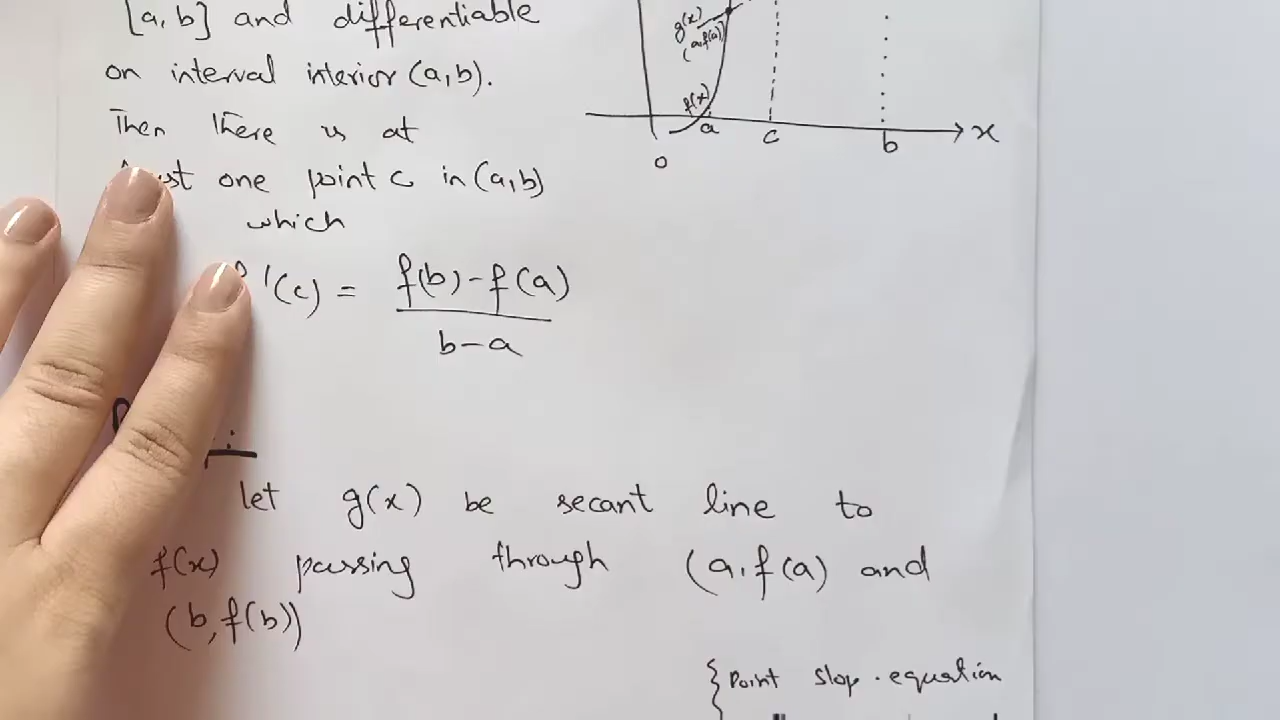 [a, b] and differentiable
on interval interior (a, b).
Then there is at
one point c in (a, b)
which
'(c) = f(b) - f(a)
b - a
let g(x) be secant line to
f(x) passing through (a, f(a) and
(b, f(b))
{ Point slop. equation
g(x)
(a, f(a))
f(x)
a
c
b
x
0